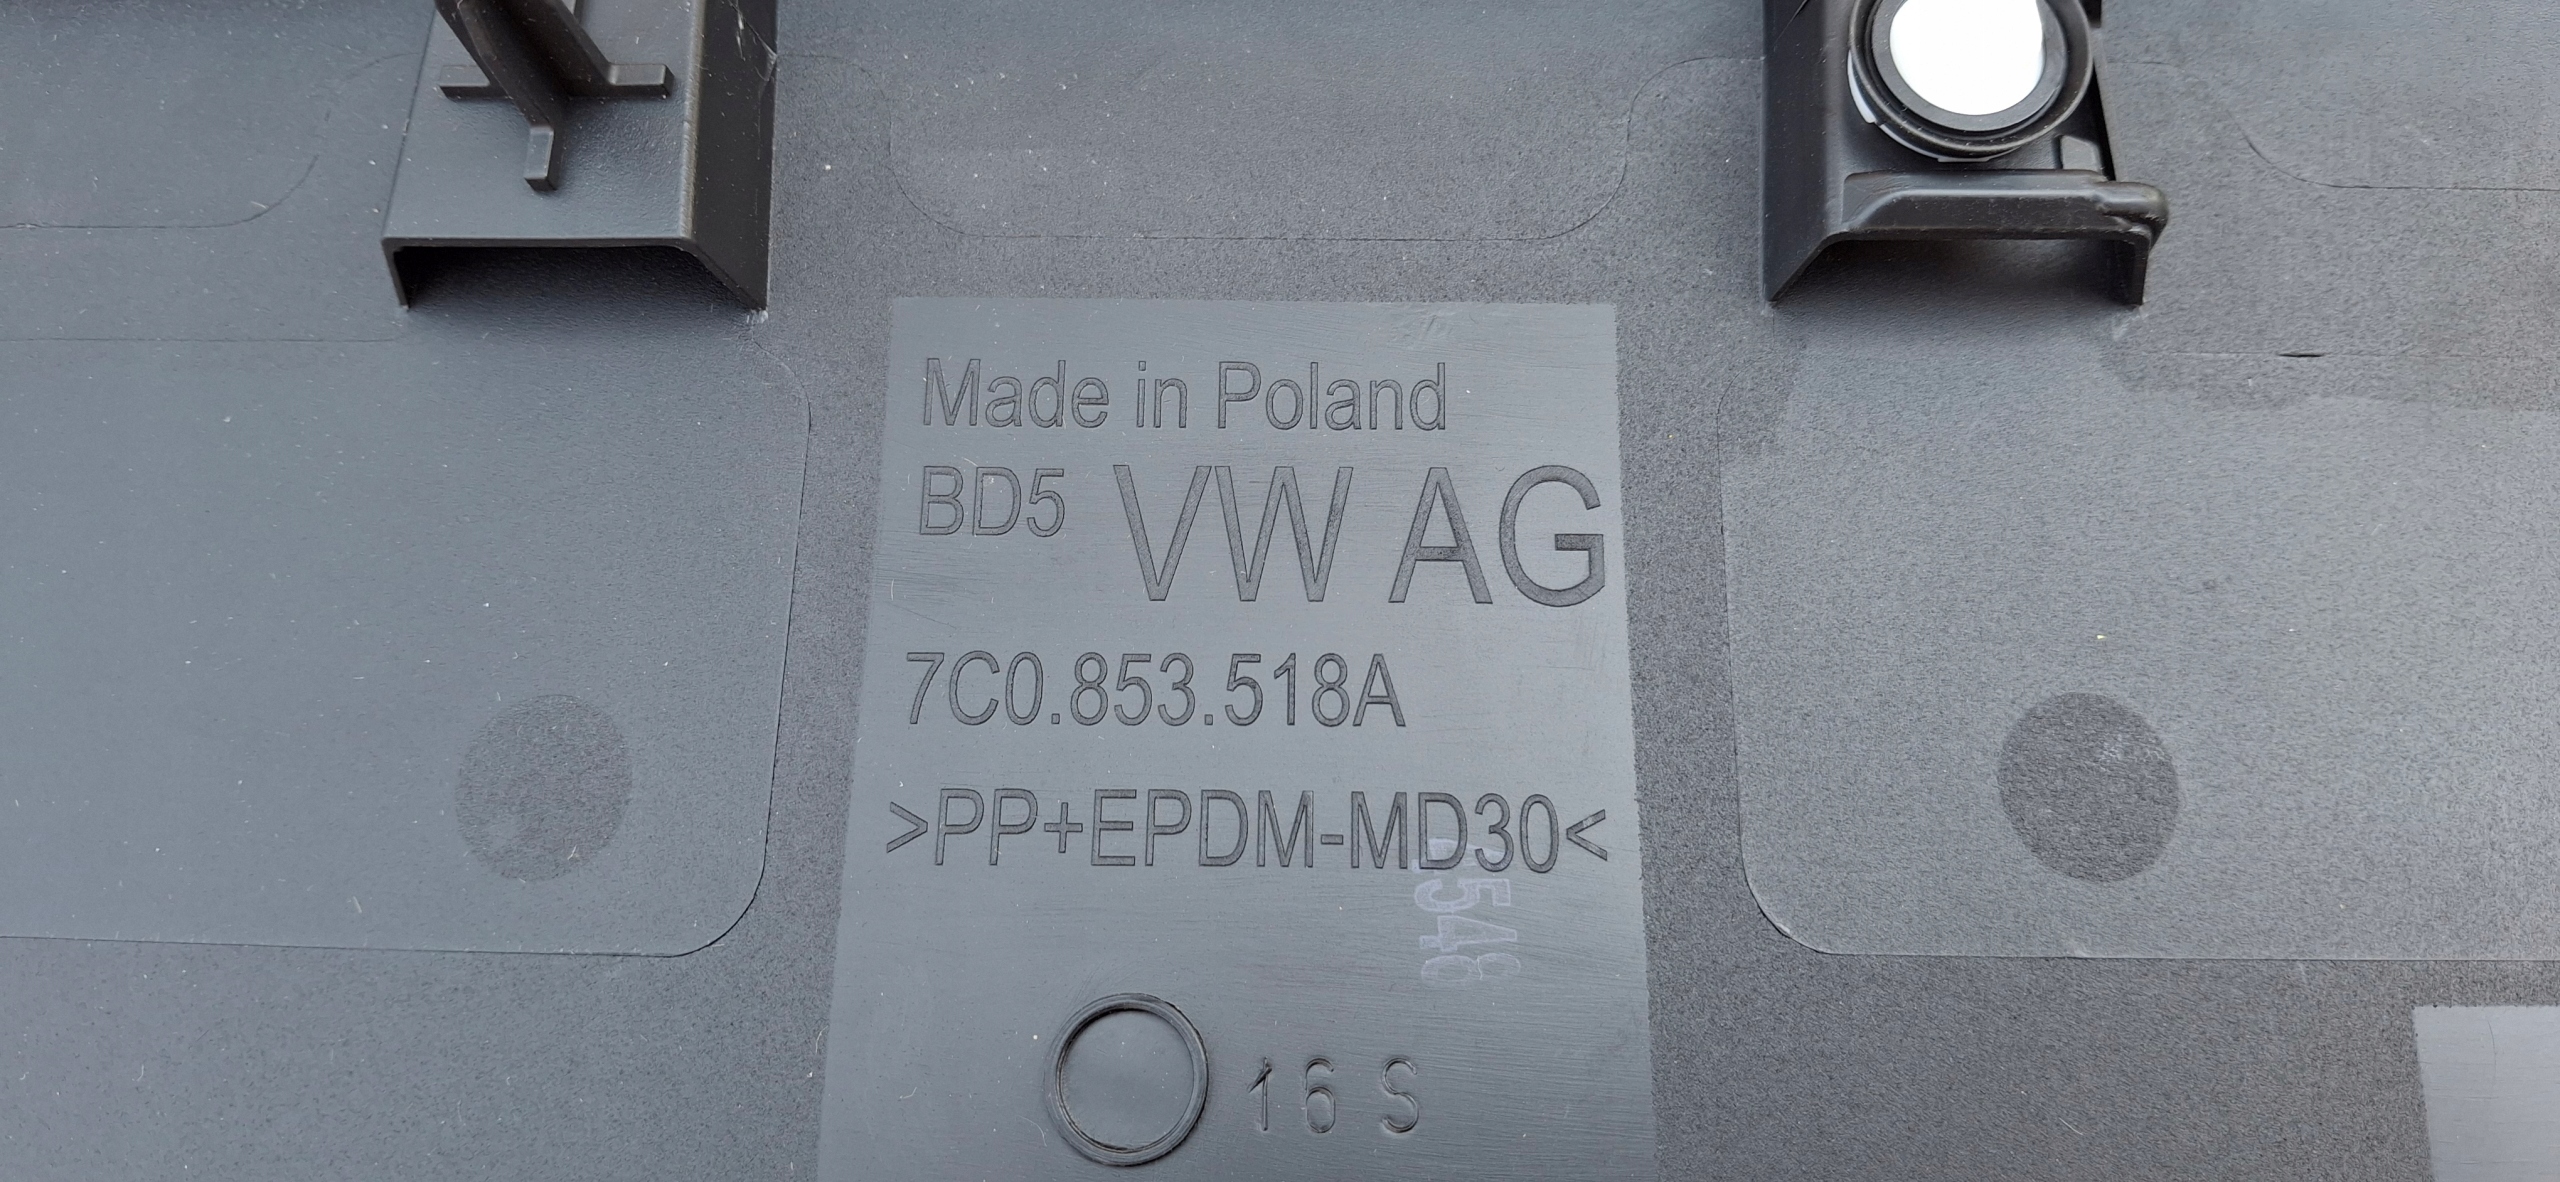 Made in Poland
BD5 VW AG
7C0.853.518A
>PP+EPDM-MD30<
16 S